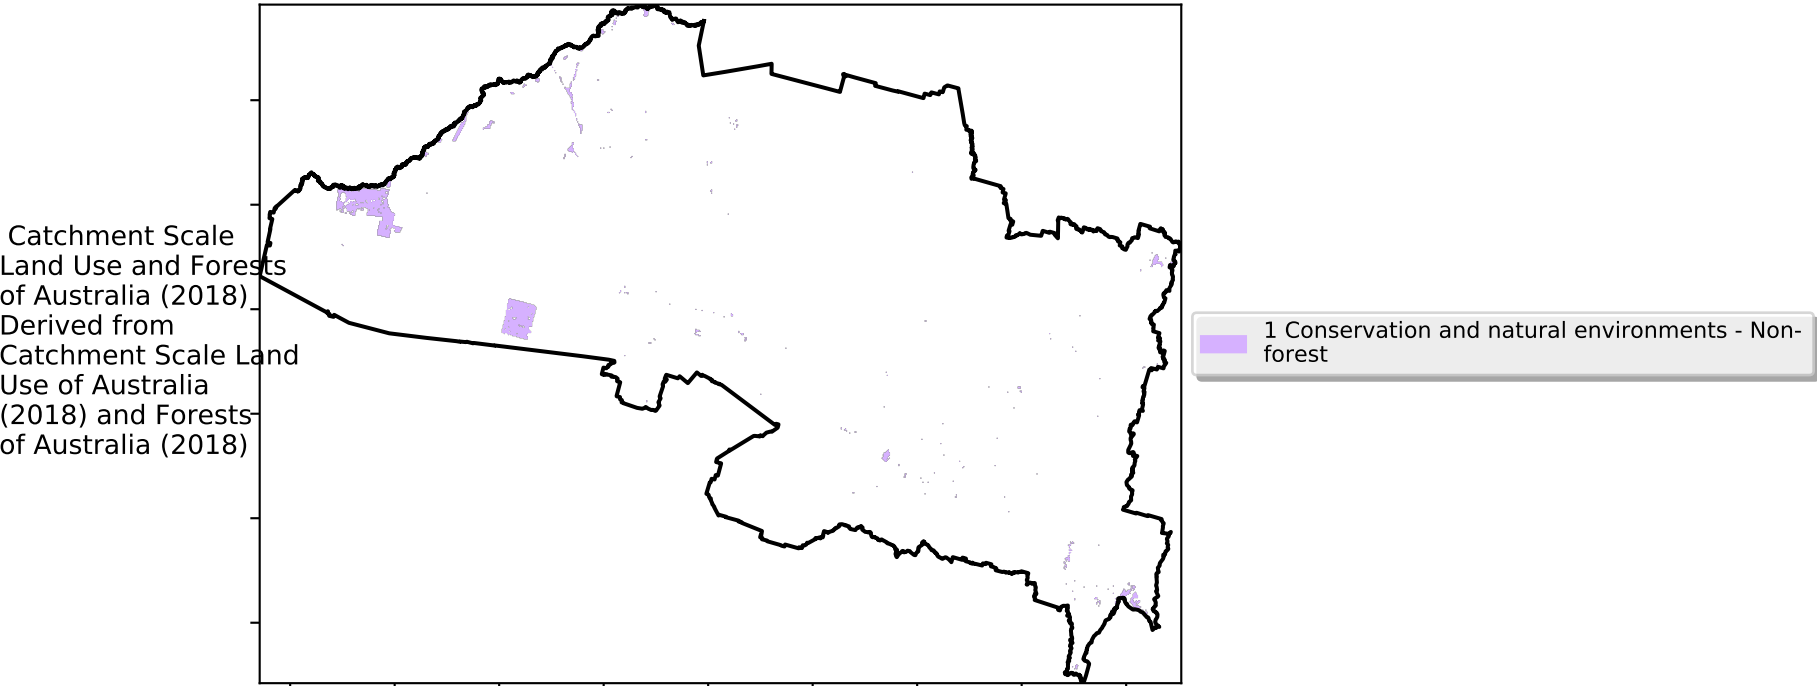 Catchment Scale
Land Use and Forests
of Australia (2018)
Derived from
Catchment Scale Land
Use of Australia
(2018) and Forests
of Australia (2018)
1 Conservation and natural environments - Non-
forest